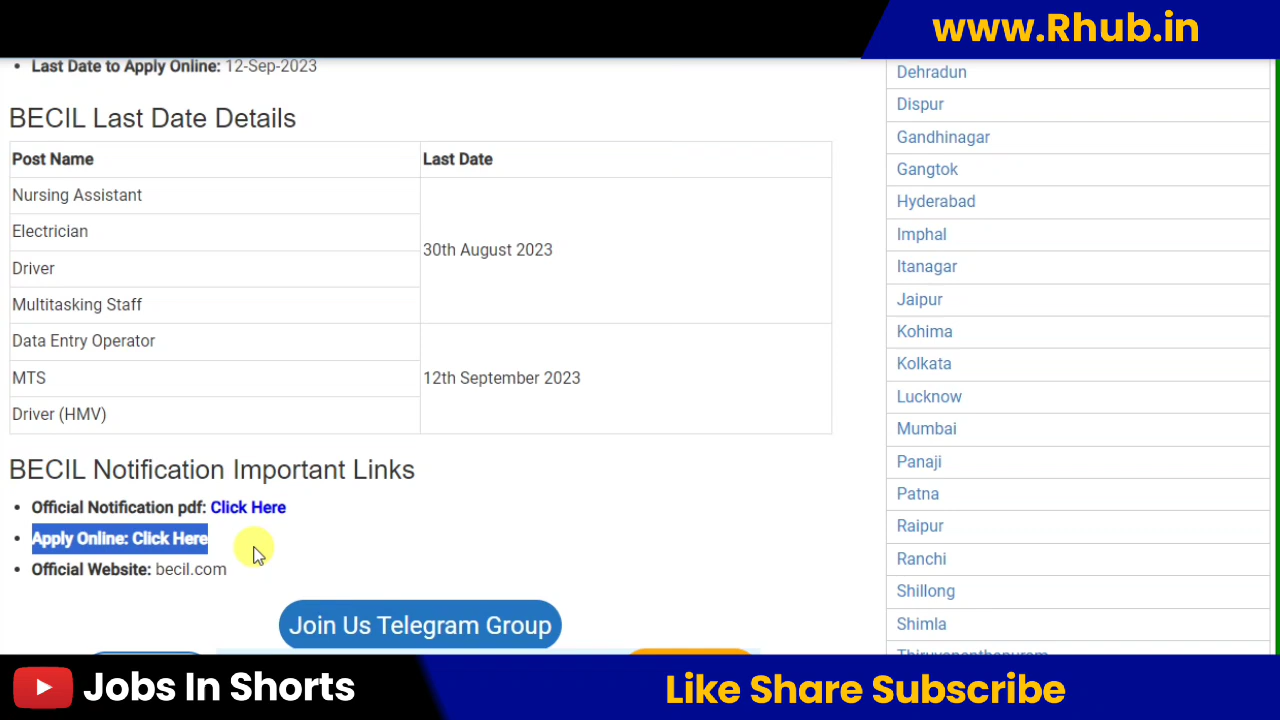 www.Rhub.in
Last Date to Apply Online: 12-Sep-2023
BECIL Last Date Details
Post Name
Last Date
Nursing Assistant
Electrician
Driver
Multitasking Staff
30th August 2023
Data Entry Operator
MTS
Driver (HMV)
12th September 2023
BECIL Notification Important Links
Official Notification pdf: Click Here
Apply Online: Click Here
Official Website: becil.com
Join Us Telegram Group
Dehradun
Dispur
Gandhinagar
Gangtok
Hyderabad
Imphal
Itanagar
Jaipur
Kohima
Kolkata
Lucknow
Mumbai
Panaji
Patna
Raipur
Ranchi
Shillong
Shimla
Thiruvananthapuram
Jobs In Shorts
Like Share Subscribe